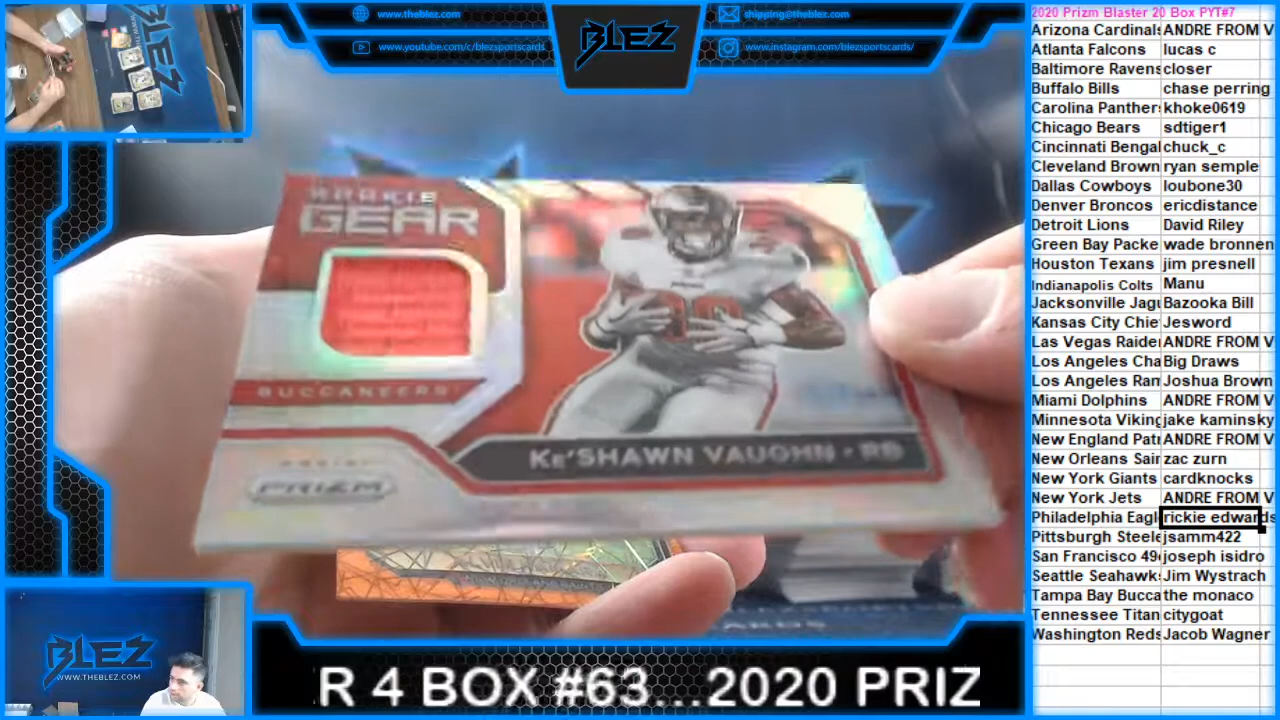 www.theblez.com
shipping@theblez.com
www.youtube.com/c/blezsportscards
www.instagram.com/blezsportscards/
BLEZ
ROOKIE
GEAR
BUCCANEERS
KE'SHAWN VAUGHN · RB
PANINI
PRIZM
NEW ORLEANS SAINTS
CARDS
BLEZ
WWW.THEBLEZ.COM
R 4 BOX #63...2020 PRIZ
2020 Prizm Blaster 20 Box PYT#7
Arizona Cardinals ANDRE FROM V
Atlanta Falcons lucas c
Baltimore Ravens closer
Buffalo Bills chase perring
Carolina Panther khoke0619
Chicago Bears sdtiger1
Cincinnati Bengal chuck_c
Cleveland Brown ryan semple
Dallas Cowboys loubone30
Denver Broncos ericdistance
Detroit Lions David Riley
Green Bay Packe wade bronnen
Houston Texans jim presnell
Indianapolis Colts Manu
Jacksonville Jagu Bazooka Bill
Kansas City Chie Jesword
Las Vegas Raider ANDRE FROM V
Los Angeles Cha Big Draws
Los Angeles Ram Joshua Brown
Miami Dolphins ANDRE FROM V
Minnesota Viking jake kaminsky
New England Patr ANDRE FROM V
New Orleans Sain zac zurn
New York Giants cardknocks
New York Jets ANDRE FROM V
Philadelphia Eagl rickie edwards
Pittsburgh Steele jsamm422
San Francisco 49 joseph isidro
Seattle Seahawk Jim Wystrach
Tampa Bay Bucca the monaco
Tennessee Titan citygoat
Washington Reds Jacob Wagner